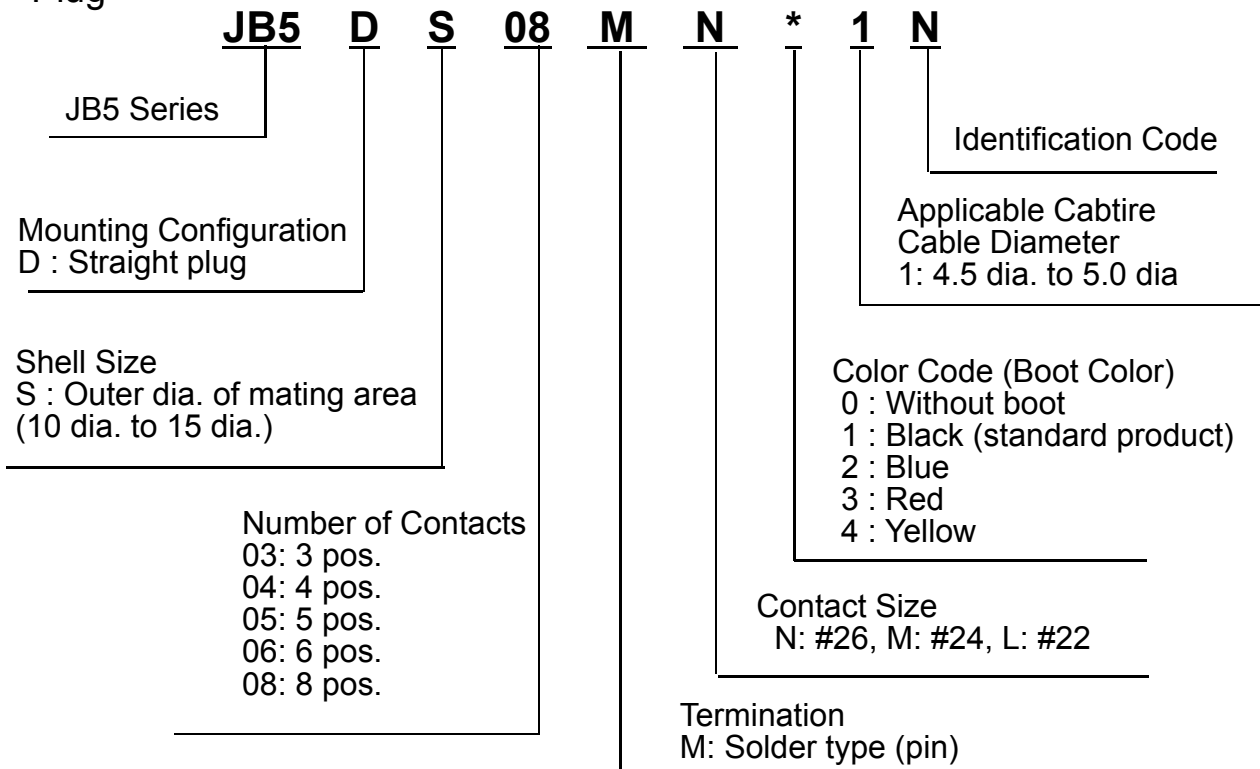 Plug
JB5 D S 08 M N * 1 N
JB5 Series
Identification Code
Mounting Configuration
D : Straight plug
Applicable Cabtire
Cable Diameter
1: 4.5 dia. to 5.0 dia
Shell Size
S : Outer dia. of mating area
(10 dia. to 15 dia.)
Color Code (Boot Color)
0 : Without boot
1 : Black (standard product)
2 : Blue
3 : Red
4 : Yellow
Number of Contacts
03: 3 pos.
04: 4 pos.
05: 5 pos.
06: 6 pos.
08: 8 pos.
Contact Size
N: #26, M: #24, L: #22
Termination
M: Solder type (pin)